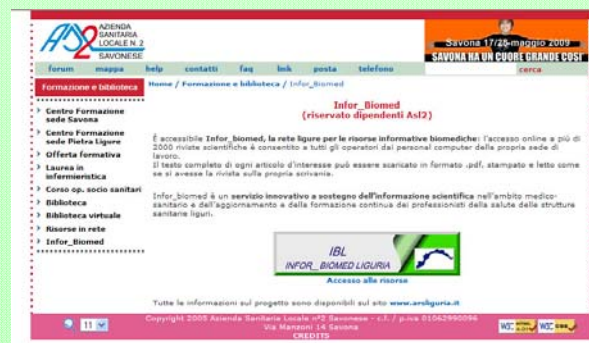 AZIENDA
SANITARIA
LOCALE N. 2
SAVONESE
Savona 17/25 maggio 2009
SAVONA HA UN CUORE GRANDE COSÌ
forum mappa help contatti faq link posta telefono
cerca
Formazione e biblioteca
Home / Formazione e biblioteca / Infor_Biomed
Centro Formazione
sede Savona
Centro Formazione
sede Pietra Ligure
Offerta formativa
Laurea in
infermieristica
Corso op. socio sanitari
Biblioteca
Biblioteca virtuale
Risorse in rete
Infor_Biomed
Infor_Biomed
(riservato dipendenti Asl2)
È accessibile Infor_biomed, la rete ligure per le risorse informative biomediche: l'accesso online a più di
2000 riviste scientifiche è consentito a tutti gli operatori dai personal computer della propria sede di
lavoro.
Il testo completo di ogni articolo d'interesse può essere scaricato in formato .pdf, stampato e letto come
se si avesse la rivista sulla propria scrivania.
Infor_biomed è un servizio innovativo a sostegno dell'informazione scientifica nell'ambito medico-
sanitario e dell'aggiornamento e della formazione continua dei professionisti della salute delle strutture
sanitarie liguri.
IBL
INFOR_BIOMED LIGURIA
Accesso alle risorse
Tutte le informazioni sul progetto sono disponibili sul sito www.arsliguria.it
11
Copyright 2005 Azienda Sanitaria Locale n°2 Savonese - c.f. / p.iva 01062990096
Via Manzoni 14 Savona
CREDITS
W3C W3C css